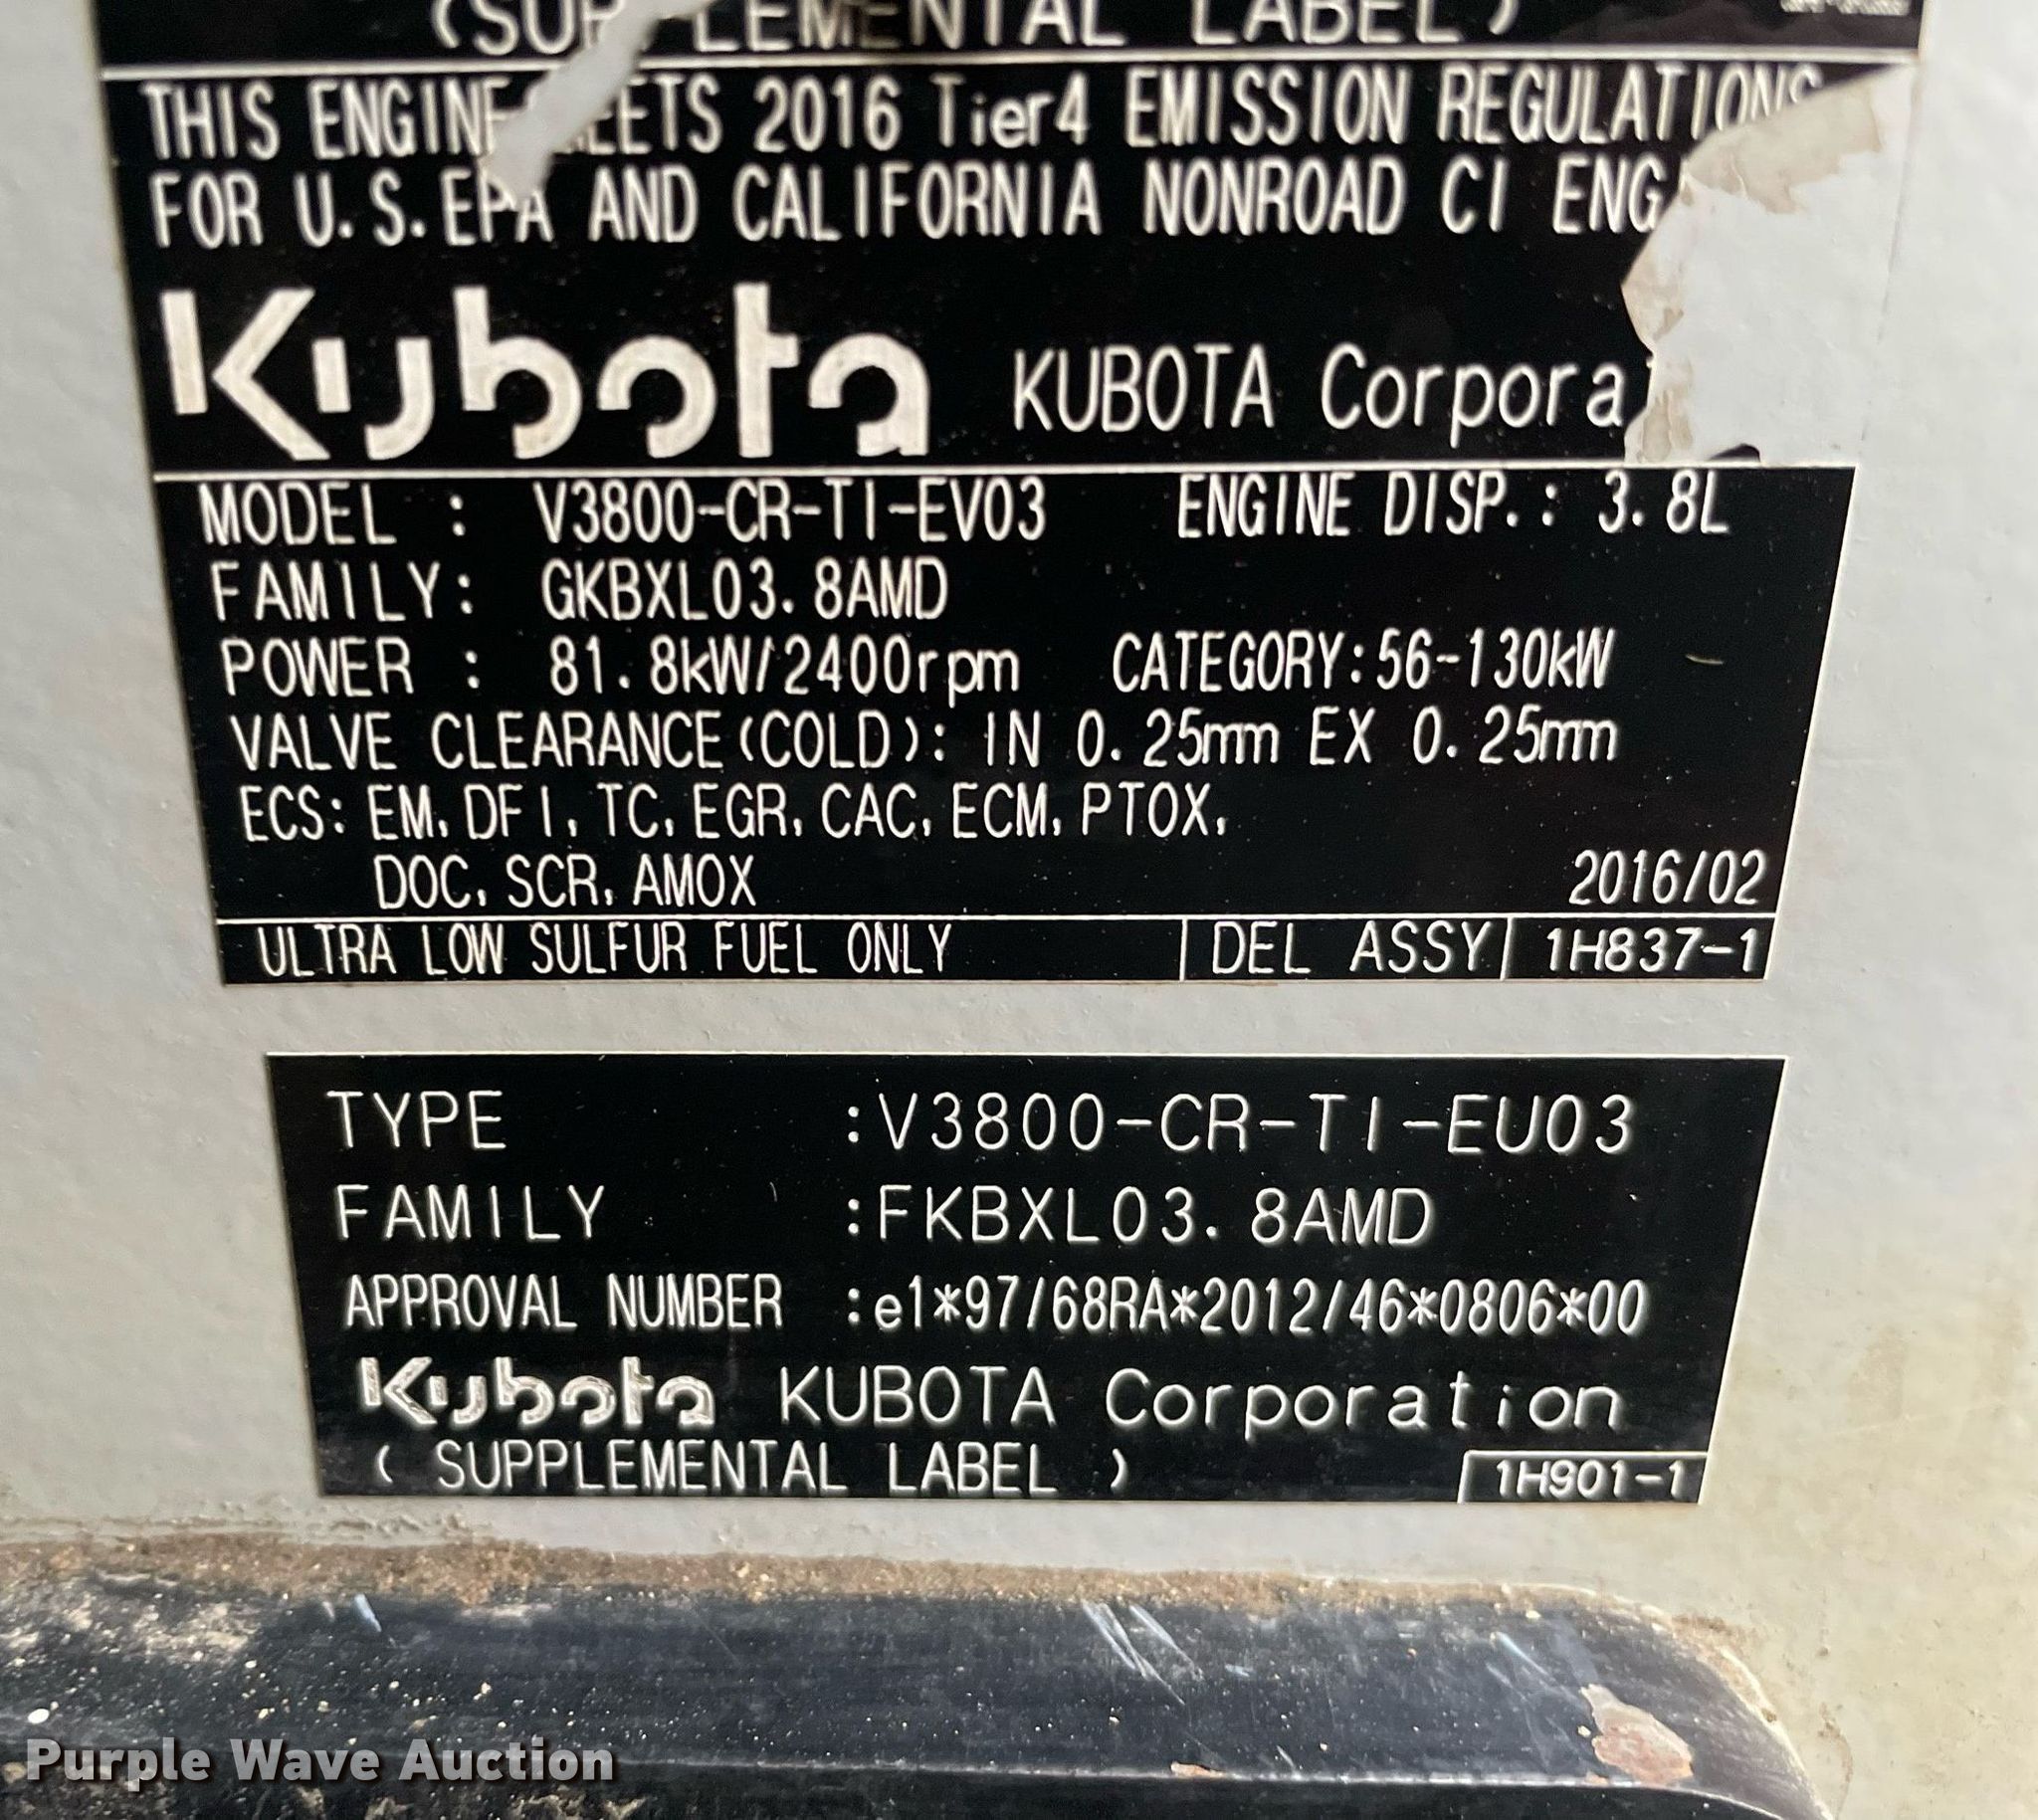 (SUPPLEMENTAL LABEL)
THIS ENGINE MEETS 2016 Tier4 EMISSION REGULATIONS
FOR U.S.EPA AND CALIFORNIA NONROAD CI ENG
Kubota KUBOTA Corpora
MODEL : V3800-CR-TI-EV03 ENGINE DISP.: 3.8L
FAMILY: GKBXL03.8AMD
POWER : 81.8kW/2400rpm CATEGORY:56-130kW
VALVE CLEARANCE(COLD): IN 0.25mm EX 0.25mm
ECS: EM, DFI, TC, EGR, CAC, ECM, PTOX,
DOC, SCR, AMOX 2016/02
ULTRA LOW SULFUR FUEL ONLY DEL ASSY 1H837-1
TYPE :V3800-CR-TI-EU03
FAMILY :FKBXL03.8AMD
APPROVAL NUMBER :e1*97/68RA*2012/46*0806*00
Kubota KUBOTA Corporation
( SUPPLEMENTAL LABEL ) 1H901-1
Purple Wave Auction